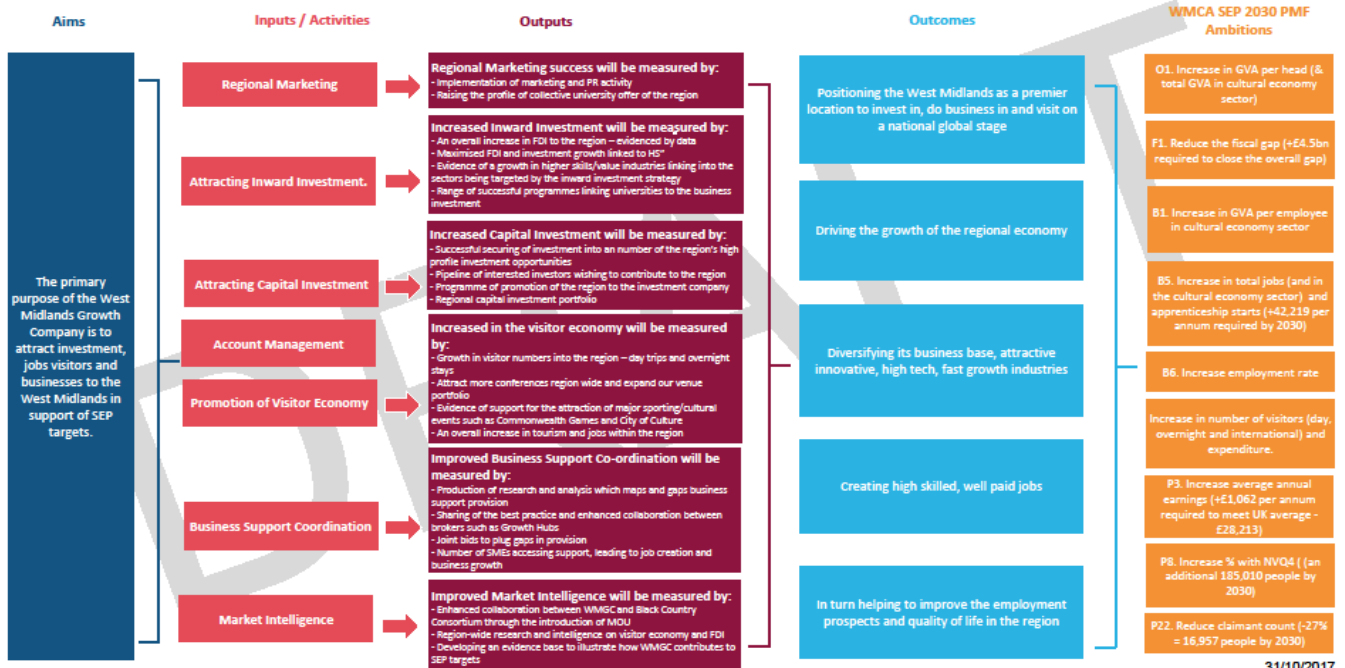 Aims
Inputs / Activities
Outputs
Outcomes
WMCA SEP 2030 PMF
Ambitions
The primary
purpose of the West
Midlands Growth
Company is to
attract investment,
jobs visitors and
businesses to the
West Midlands in
support of SEP
targets.
Regional Marketing
Attracting Inward Investment.
Attracting Capital Investment
Account Management
Promotion of Visitor Economy
Business Support Coordination
Market Intelligence
Regional Marketing success will be measured by:
- Implementation of marketing and PR activity
- Raising the profile of collective university offer of the region
Increased Inward Investment will be measured by:
- An overall increase in FDI to the region – evidenced by data
- Maximised FDI and investment growth linked to HS"
- Evidence of a growth in higher skills/value industries linking into the
sectors being targeted by the inward investment strategy
- Range of successful programmes linking universities to the business
investment
Increased Capital Investment will be measured by:
- Successful securing of investment into an number of the region's high
profile investment opportunities
- Pipeline of interested investors wishing to contribute to the region
- Programme of promotion of the region to the investment company
- Regional capital investment portfolio
Increased in the visitor economy will be measured
by:
- Growth in visitor numbers into the region – day trips and overnight
stays
- Attract more conferences region wide and expand our venue
portfolio
- Evidence of support for the attraction of major sporting/cultural
events such as Commonwealth Games and City of Culture
- An overall increase in tourism and jobs within the region
Improved Business Support Co-ordination will be
measured by:
- Production of research and analysis which maps and gaps business
support provision
- Sharing of the best practice and enhanced collaboration between
brokers such as Growth Hubs
- Joint bids to plug gaps in provision
- Number of SMEs accessing support, leading to job creation and
business growth
Improved Market Intelligence will be measured by:
- Enhanced collaboration between WMGC and Black Country
Consortium through the introduction of MOU
- Region-wide research and intelligence on visitor economy and FDI
- Developing an evidence base to illustrate how WMGC contributes to
SEP targets
Positioning the West Midlands as a premier
location to invest in, do business in and visit on
a national global stage
Driving the growth of the regional economy
Diversifying its business base, attractive
innovative, high tech, fast growth industries
Creating high skilled, well paid jobs
In turn helping to improve the employment
prospects and quality of life in the region
O1. Increase in GVA per head (&
total GVA in cultural economy
sector)
F1. Reduce the fiscal gap (+£4.5bn
required to close the overall gap)
B1. Increase in GVA per employee
in cultural economy sector
B5. Increase in total jobs (and in
the cultural economy sector) and
apprenticeship starts (+42,219 per
annum required by 2030)
B6. Increase employment rate
Increase in number of visitors (day,
overnight and international) and
expenditure.
P3. Increase average annual
earnings (+£1,062 per annum
required to meet UK average -
£28,213)
P8. Increase % with NVQ4 ( (an
additional 185,010 people by
2030)
P22. Reduce claimant count (-27%
= 16,957 people by 2030)
31/10/2017
DRAFT